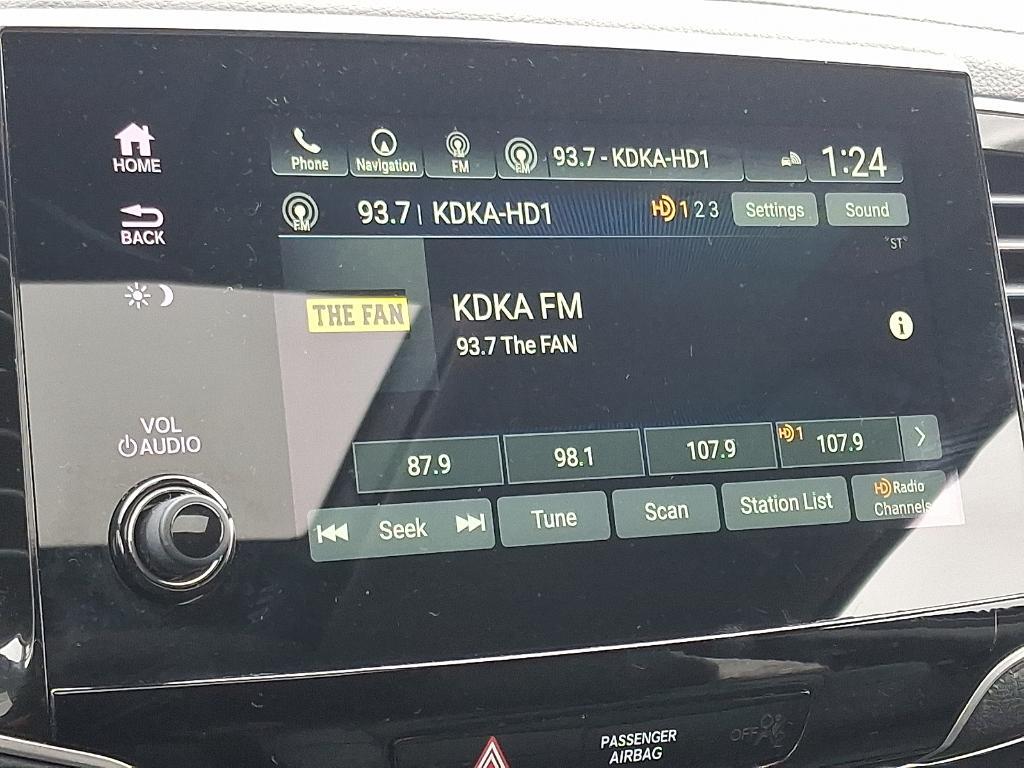 HOME
Phone
Navigation
FM
FM
93.7 - KDKA-HD1
1:24
BACK
FM
93.7 | KDKA-HD1
HD 1 2 3
Settings
Sound
"ST"
THE FAN
KDKA FM
93.7 The FAN
i
VOL
AUDIO
87.9
98.1
107.9
HD 1
107.9
Seek
Tune
Scan
Station List
HD Radio
Channels
PASSENGER
AIRBAG
OFF